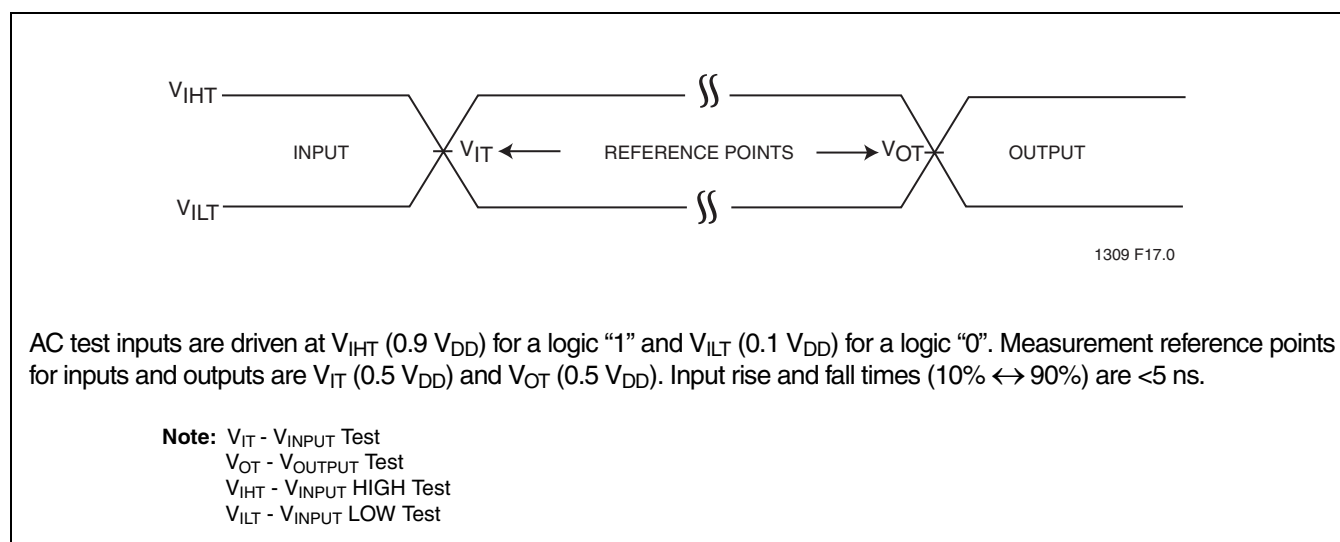 VIHT
INPUT VIT REFERENCE POINTS VOT OUTPUT
VILT
1309 F17.0
AC test inputs are driven at VIHT (0.9 VDD) for a logic “1” and VILT (0.1 VDD) for a logic “0”. Measurement reference points
for inputs and outputs are VIT (0.5 VDD) and VOT (0.5 VDD). Input rise and fall times (10% ↔ 90%) are <5 ns.
Note: VIT - VINPUT Test
VOT - VOUTPUT Test
VIHT - VINPUT HIGH Test
VILT - VINPUT LOW Test